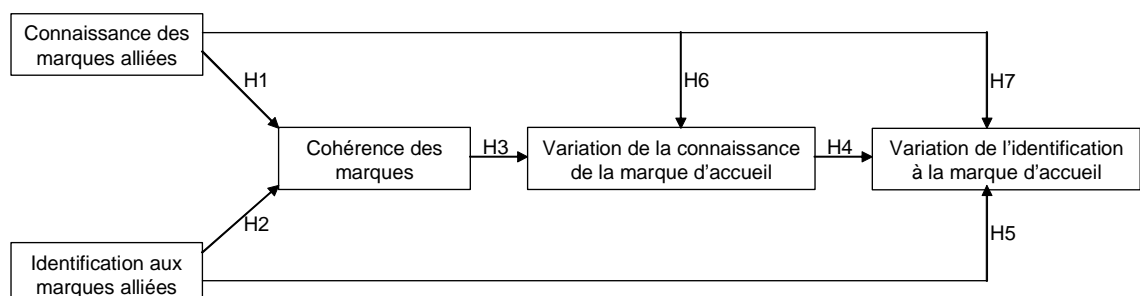 Connaissance des
marques alliées
H1
H6
H7
Cohérence des
marques
H3
Variation de la connaissance
de la marque d'accueil
H4
Variation de l’identification
à la marque d'accueil
H2
H5
Identification aux
marques alliées